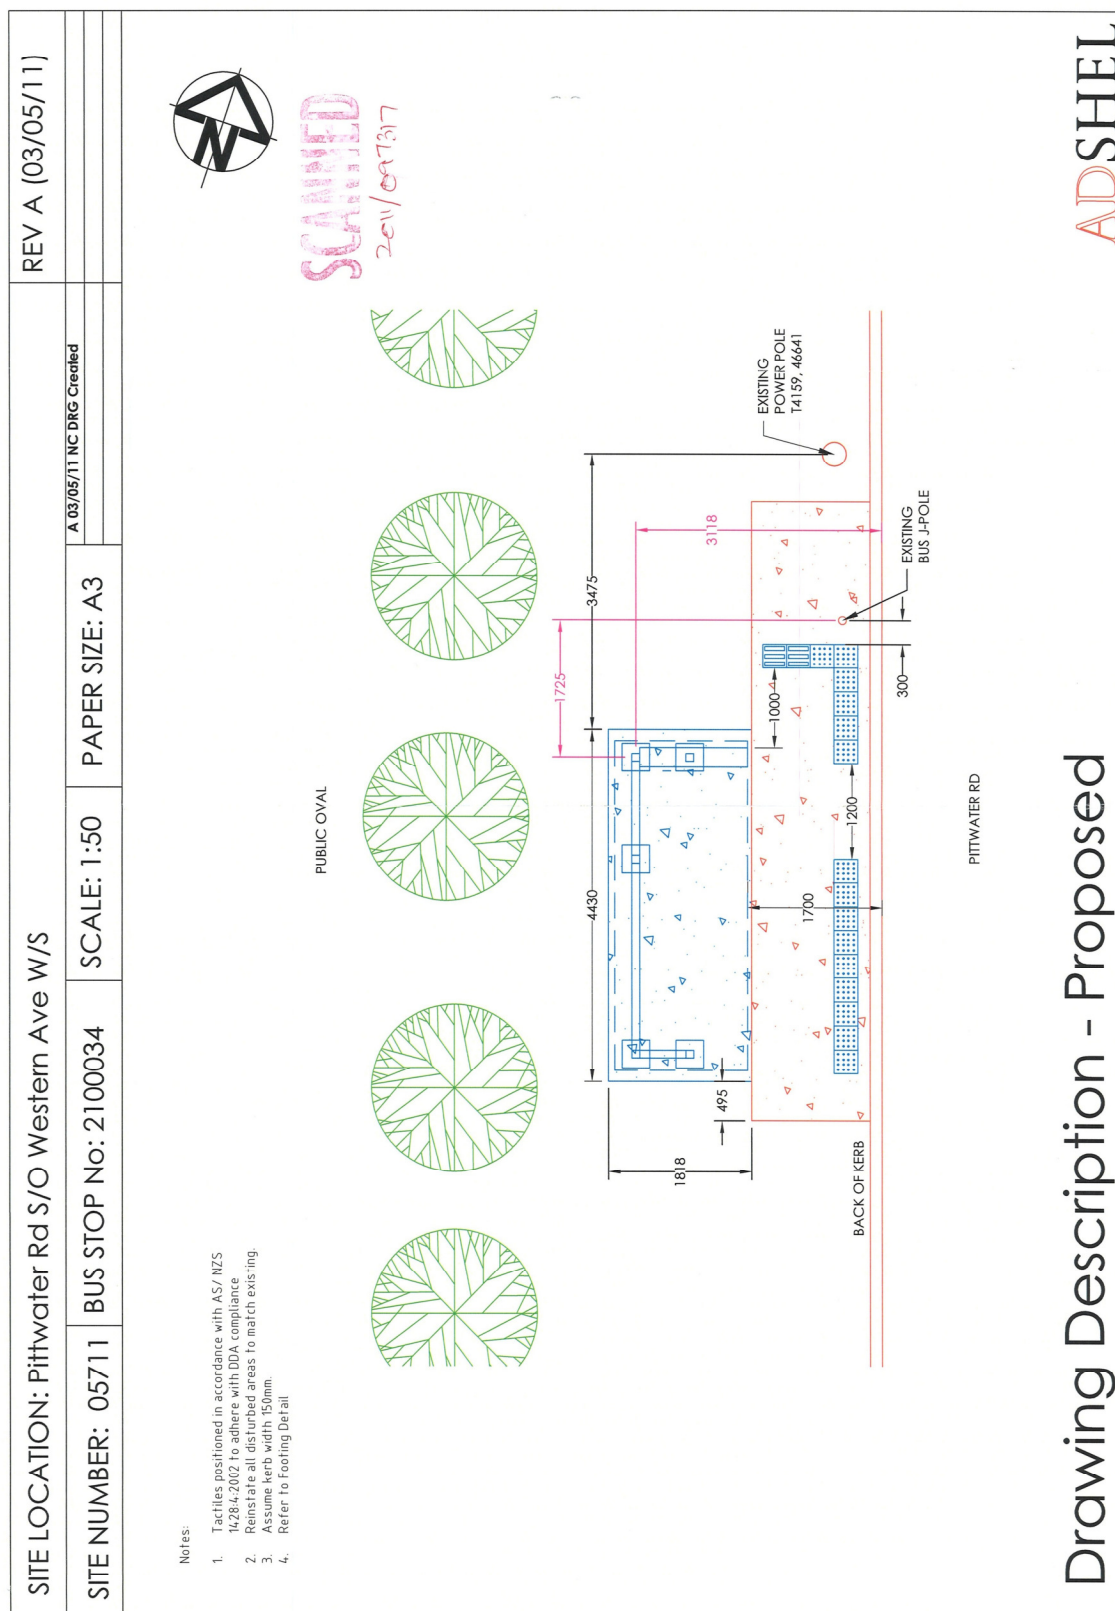 SITE LOCATION: Pittwater Rd S/O Western Ave W/S
REV A (03/05/11)
SITE NUMBER: 05711
BUS STOP No: 2100034
SCALE: 1:50
PAPER SIZE: A3
A 03/05/11 NC DRG Created
N
SCANNED
2011/097317
Notes:
1. Tactiles positioned in accordance with AS/ NZS
1428:4:2002 to adhere with DDA compliance
2. Reinstate all disturbed areas to match existing.
3. Assume kerb width 150mm.
4. Refer to Footing Detail
PUBLIC OVAL
1725
4430
3475
3118
EXISTING
POWER POLE
T4159, 46641
1818
495
1000
1700
1200
300
EXISTING
BUS J-POLE
BACK OF KERB
PITTWATER RD
Drawing Description - Proposed
ADSHEL